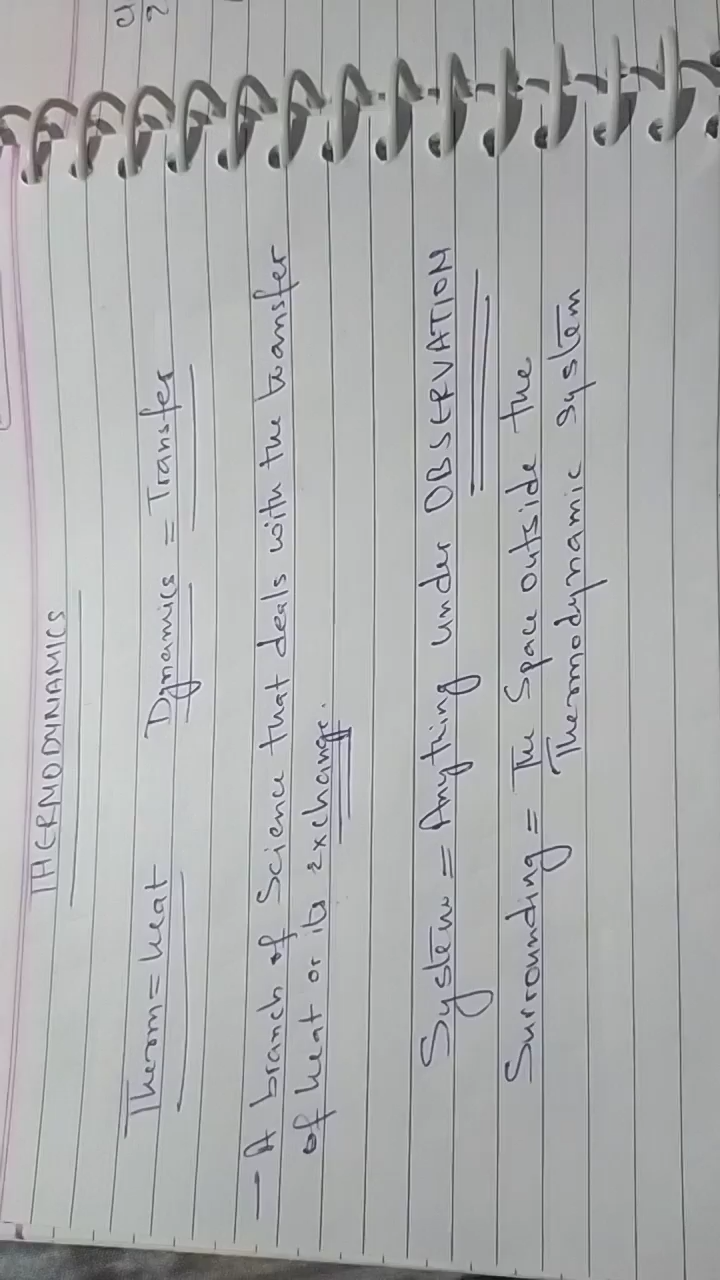 THERMODYNAMICS
Therm = heat Dynamics = Transfer
- A branch of Science that deals with the transfer
of heat or its exchange.
System = Anything under OBSERVATION
Surrounding = The Space outside the
Thermodynamic system